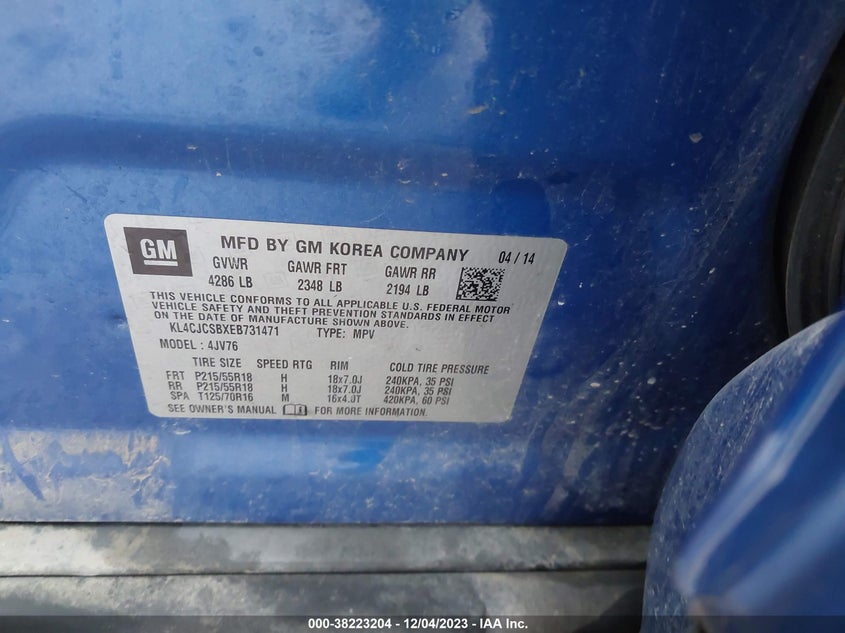 GM
MFD BY GM KOREA COMPANY 04 / 14
GVWR GAWR FRT GAWR RR
4286 LB 2348 LB 2194 LB
THIS VEHICLE CONFORMS TO ALL APPLICABLE U.S. FEDERAL MOTOR
VEHICLE SAFETY AND THEFT PREVENTION STANDARDS IN EFFECT
ON THE DATE OF MANUFACTURE SHOWN ABOVE.
KL4CJCSBXEB731471 TYPE: MPV
MODEL : 4JV76
TIRE SIZE SPEED RTG RIM COLD TIRE PRESSURE
FRT P215/55R18 H 18x7.0J 240KPA, 35 PSI
RR P215/55R18 H 18x7.0J 240KPA, 35 PSI
SPA T125/70R16 M 16x4.0T 420KPA, 60 PSI
SEE OWNER'S MANUAL FOR MORE INFORMATION.
000-38223204 - 12/04/2023 - IAA Inc.